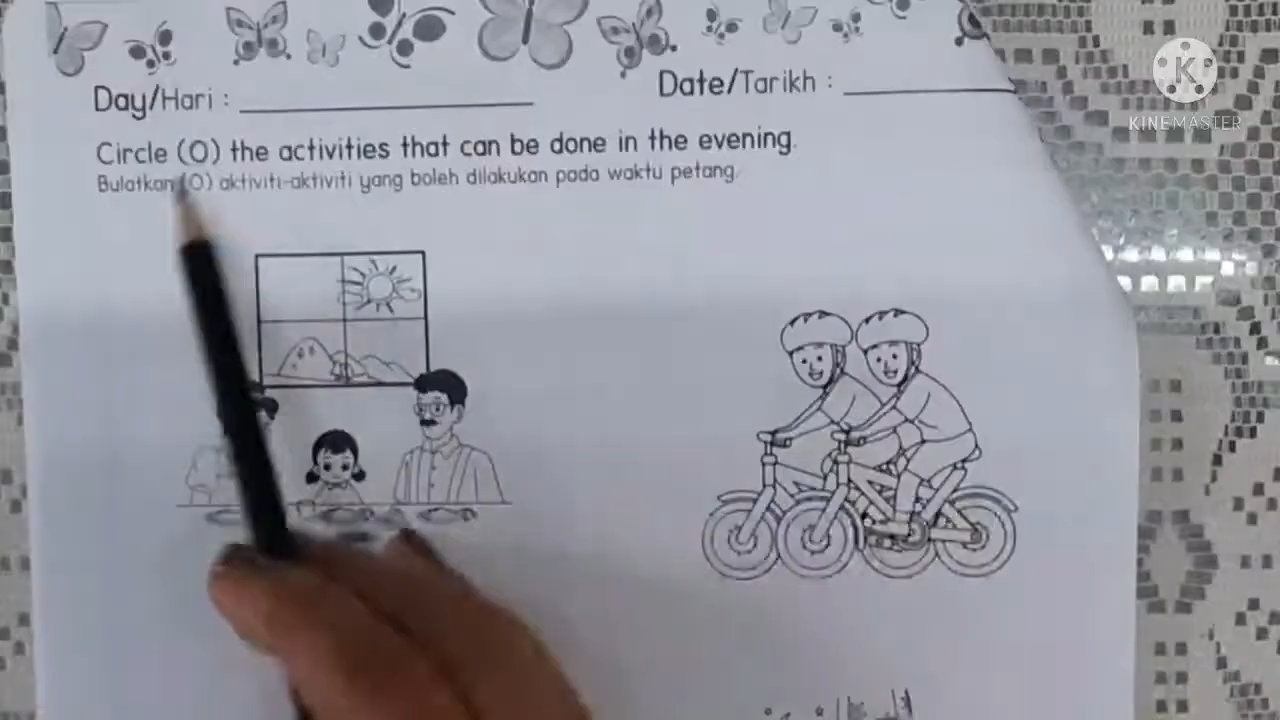 Day/Hari :
Date/Tarikh :
Circle (O) the activities that can be done in the evening.
Bulatkan (O) aktiviti-aktiviti yang boleh dilakukan pada waktu petang.
K
KINEMASTER